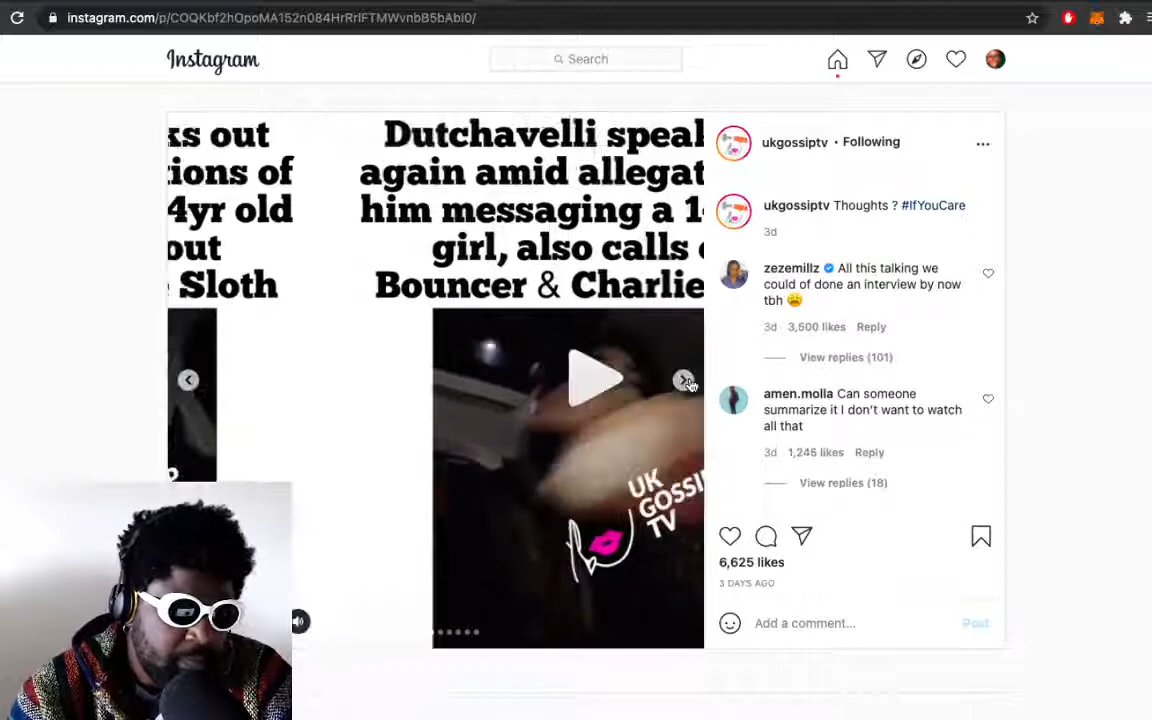 instagram.com/p/COQKbf2hOpoMA152n084HrRrlFTMWvnbB5bAbl0/
Instagram
Search
ks out
tions of
4yr old
out
Sloth
Dutchavelli speak
again amid allegat
him messaging a 1
girl, also calls
Bouncer & Charlie
UK
GOSSI
TV
ukgossiptv • Following
ukgossiptv Thoughts ? #IfYouCare
3d
zezemillz All this talking we
could of done an interview by now
tbh 😩
3d 3,600 likes Reply
View replies (101)
amen.molla Can someone
summarize it I don't want to watch
all that
3d 1,245 likes Reply
View replies (18)
6,625 likes
3 DAYS AGO
Add a comment...
Post